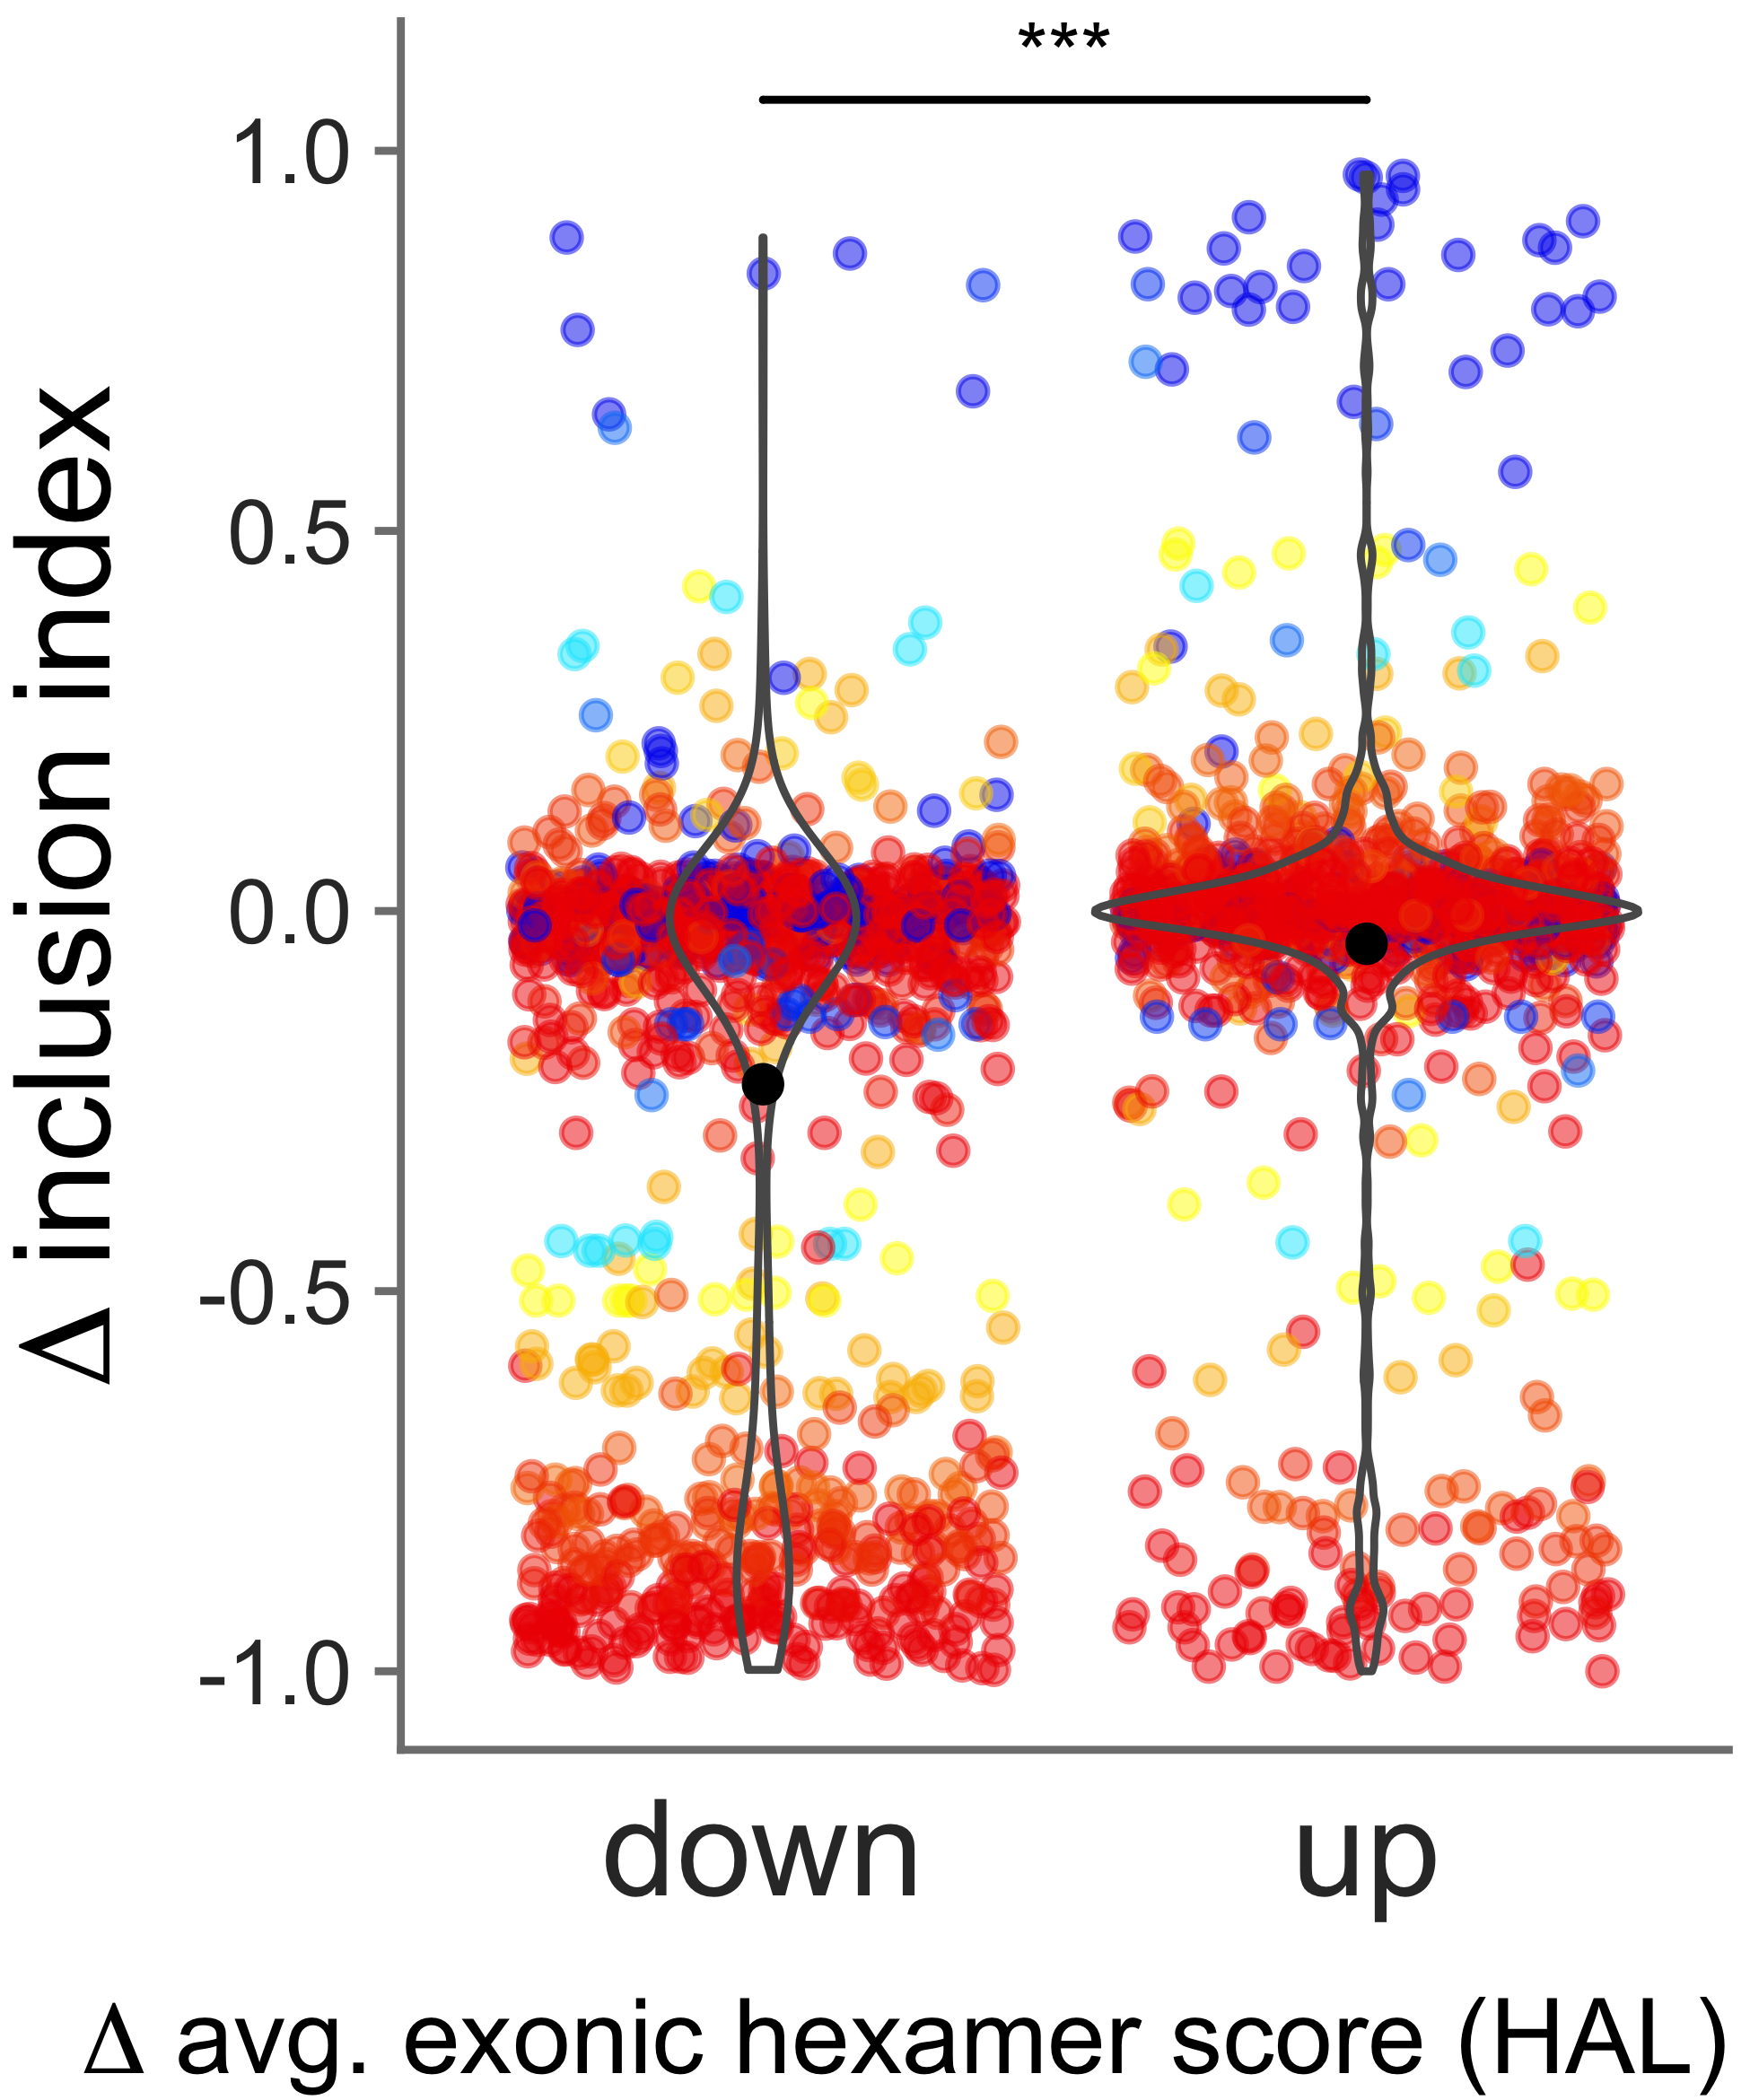 ***
1.0
0.5
0.0
-0.5
-1.0
Δ inclusion index
down up
Δ avg. exonic hexamer score (HAL)